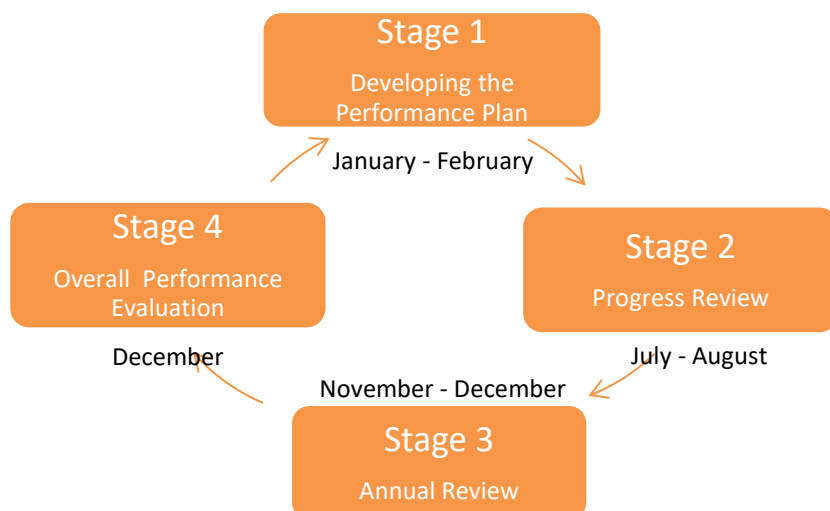 Stage 1
Developing the
Performance Plan
January - February
Stage 2
Progress Review
July - August
Stage 3
Annual Review
November - December
Stage 4
Overall Performance
Evaluation
December